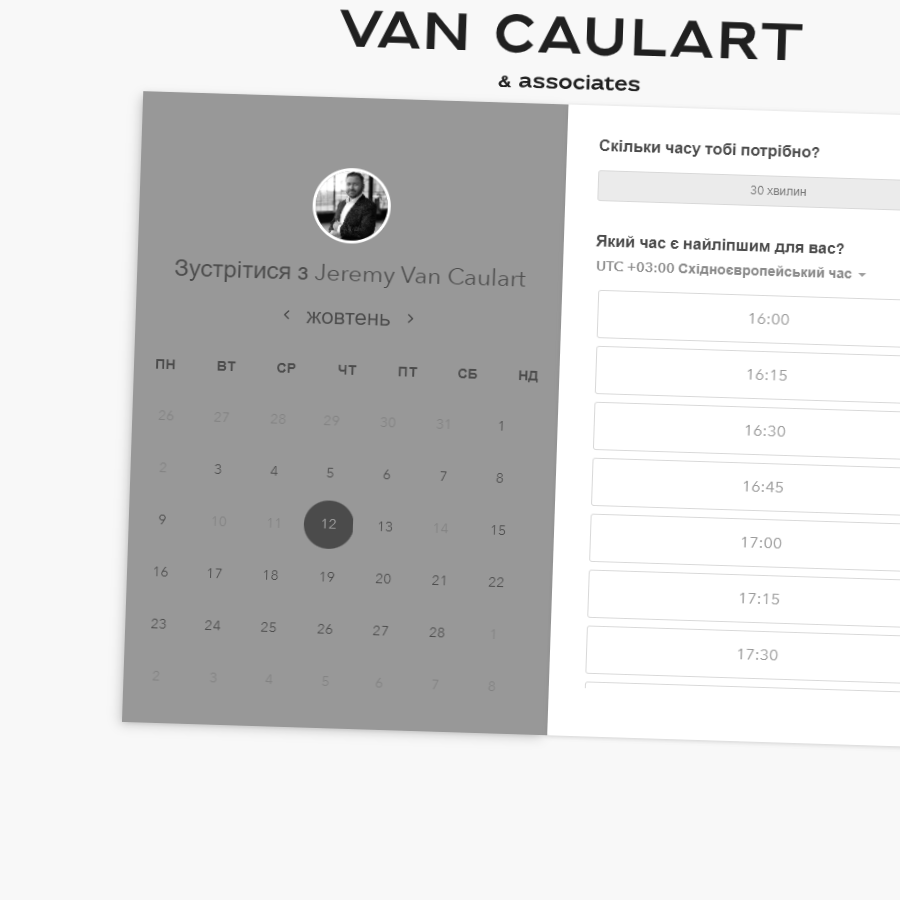 VAN CAULART
& associates
Зустрітися з Jeremy Van Caulart
жовтень
ПН ВТ СР ЧТ ПТ СБ НД
26 27 28 29 30 31 1
2 3 4 5 6 7 8
9 10 11 12 13 14 15
16 17 18 19 20 21 22
23 24 25 26 27 28 1
2 3 4 5 6 7 8
Скільки часу тобі потрібно?
30 хвилин
Який час є найліпшим для вас?
UTC +03:00 Східноєвропейський час
16:00
16:15
16:30
16:45
17:00
17:15
17:30